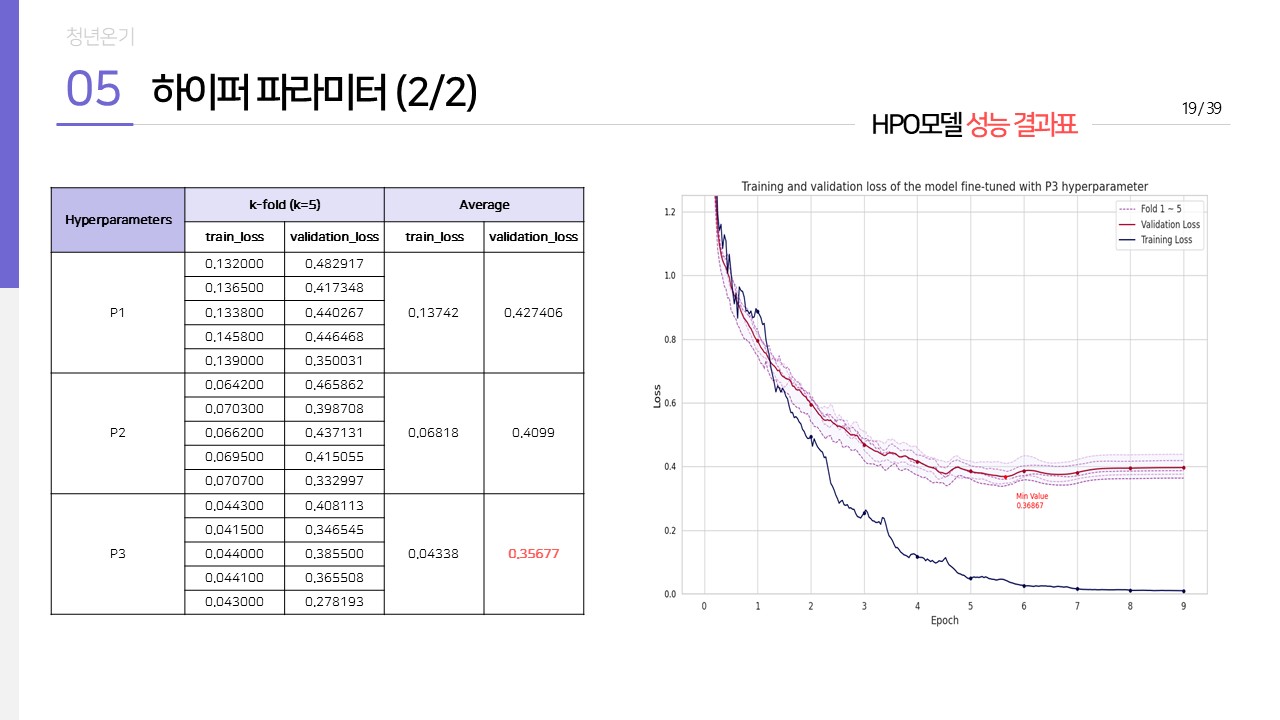 청년온기
05 하이퍼 파라미터 (2/2)
HPO모델 성능 결과표
19 / 39
Hyperparameters k-fold (k=5) Average
train_loss validation_loss train_loss validation_loss
P1 0.132000 0.482917 0.13742 0.427406
0.136500 0.417348
0.133800 0.440267
0.145800 0.446468
0.139000 0.350031
P2 0.064200 0.465862 0.06818 0.4099
0.070300 0.398708
0.066200 0.437131
0.069500 0.415055
0.070700 0.332997
P3 0.044300 0.408113 0.04338 0.35677
0.041500 0.346545
0.044000 0.385500
0.044100 0.365508
0.043000 0.278193
Training and validation loss of the model fine-tuned with P3 hyperparameter
Fold 1 ~ 5
Validation Loss
Training Loss
1.2
1.0
0.8
0.6
0.4
0.2
0.0
Loss
Min Value
0.36867
0 1 2 3 4 5 6 7 8 9
Epoch